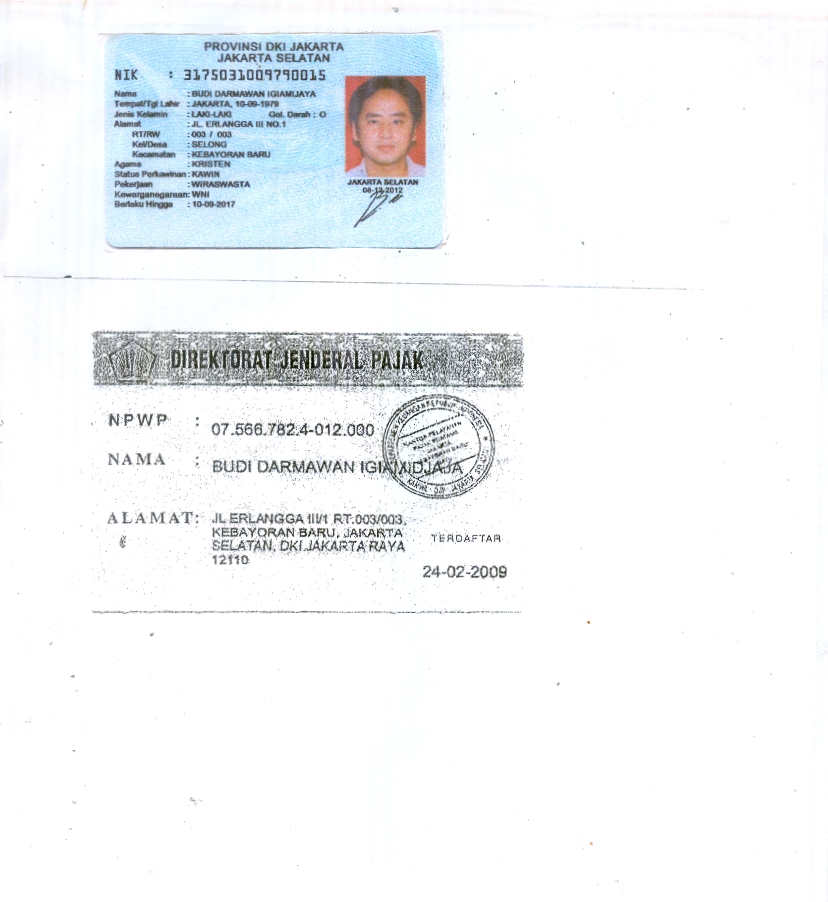 PROVINSI DKI JAKARTA
JAKARTA SELATAN
NIK : 3175031009790015
Nama : BUDI DARMAWAN IGIAMIJAYA
Tempat/Tgl Lahir : JAKARTA, 10-09-1979
Jenis Kelamin : LAKI-LAKI Gol. Darah : O
Alamat : JL. ERLANGGA III NO.1
RT/RW : 003 / 003
Kel/Desa : SELONG
Kecamatan : KEBAYORAN BARU
Agama : KRISTEN
Status Perkawinan: KAWIN
Pekerjaan : WIRASWASTA
Kewarganegaraan: WNI
Berlaku Hingga : 10-09-2017
JAKARTA SELATAN
06-12-2012
DIREKTORAT JENDERAL PAJAK
NPWP : 07.566.782.4-012.000
NAMA : BUDI DARMAWAN IGIAMIDJAJA
ALAMAT: JL ERLANGGA III/1 RT.003/003,
KEBAYORAN BARU, JAKARTA
SELATAN, DKI JAKARTA RAYA
12110
TERDAFTAR
24-02-2009